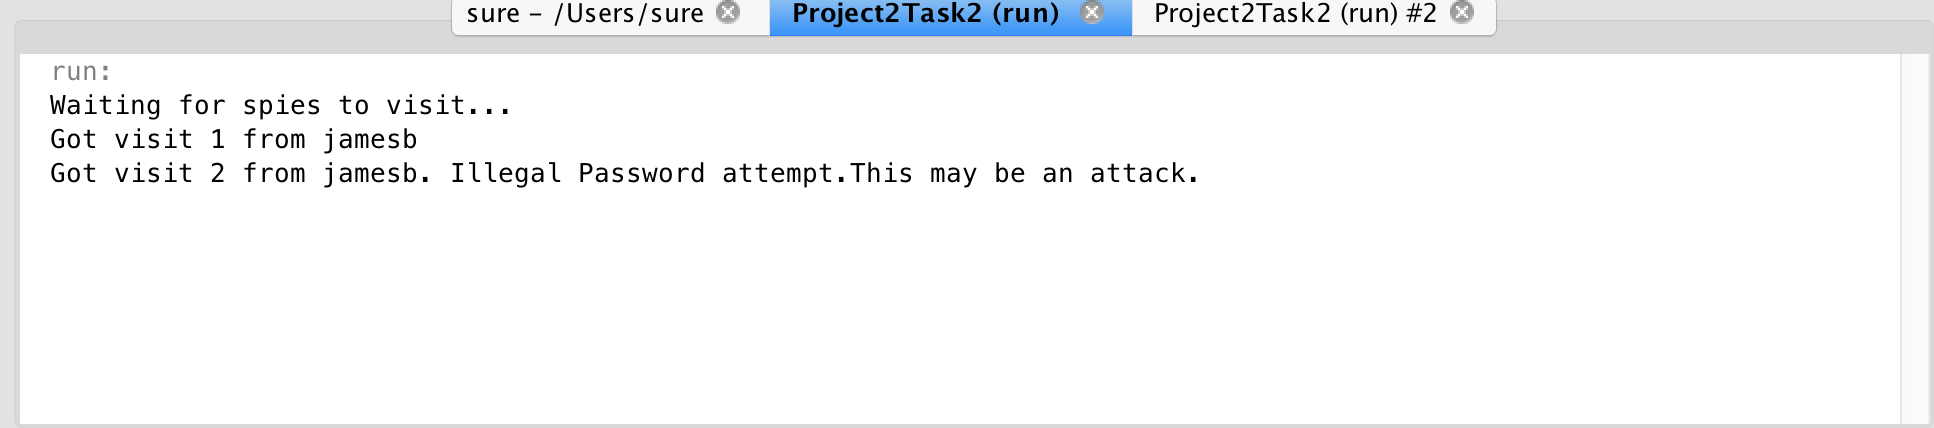 sure – /Users/sure Project2Task2 (run) Project2Task2 (run) #2
run:
Waiting for spies to visit...
Got visit 1 from jamesb
Got visit 2 from jamesb. Illegal Password attempt.This may be an attack.